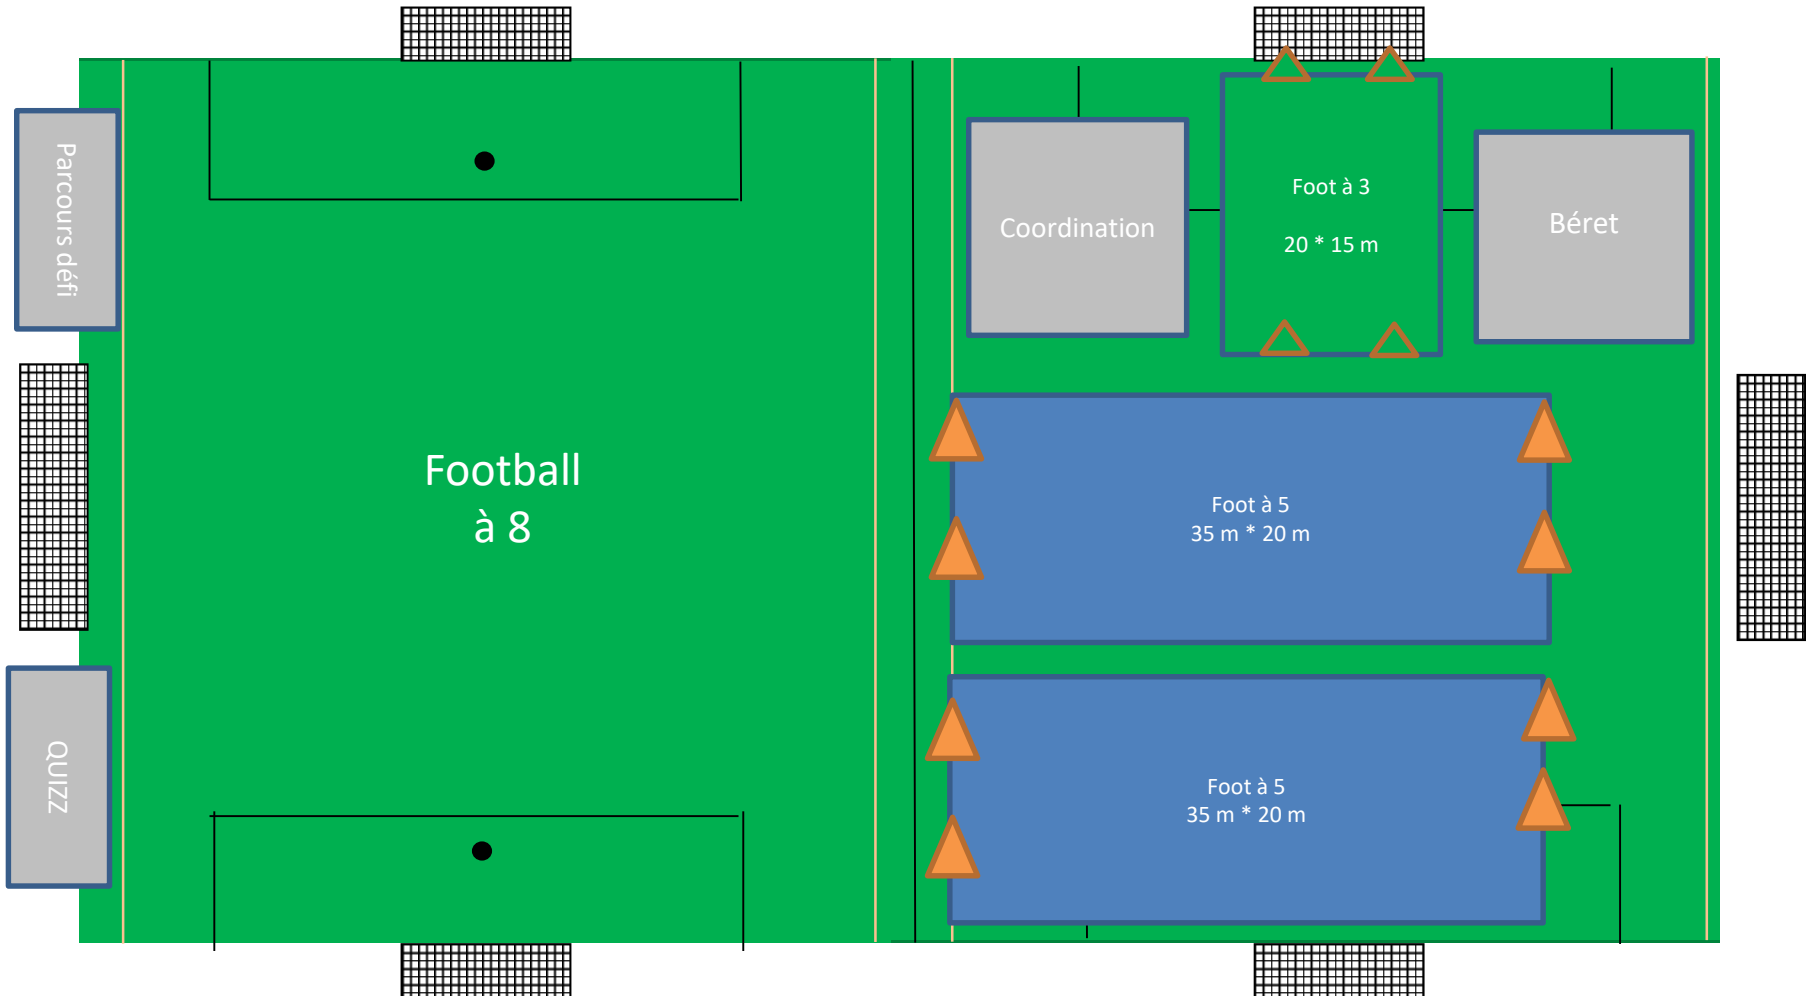 Parcours défi
QUIZZ
Football
à 8
Coordination
Foot à 3
20 * 15 m
Béret
Foot à 5
35 m * 20 m
Foot à 5
35 m * 20 m